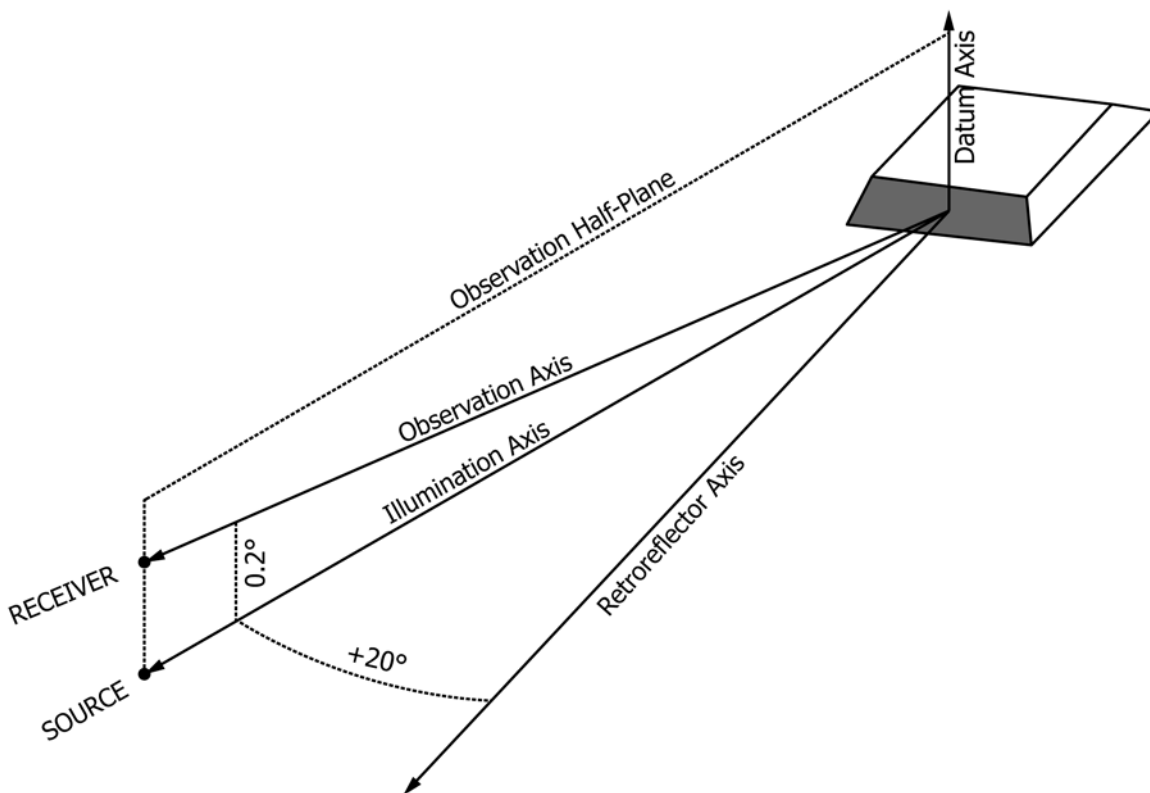 Datum Axis
Observation Half-Plane
Observation Axis
Illumination Axis
Retroreflector Axis
RECEIVER
0.2°
+20°
SOURCE